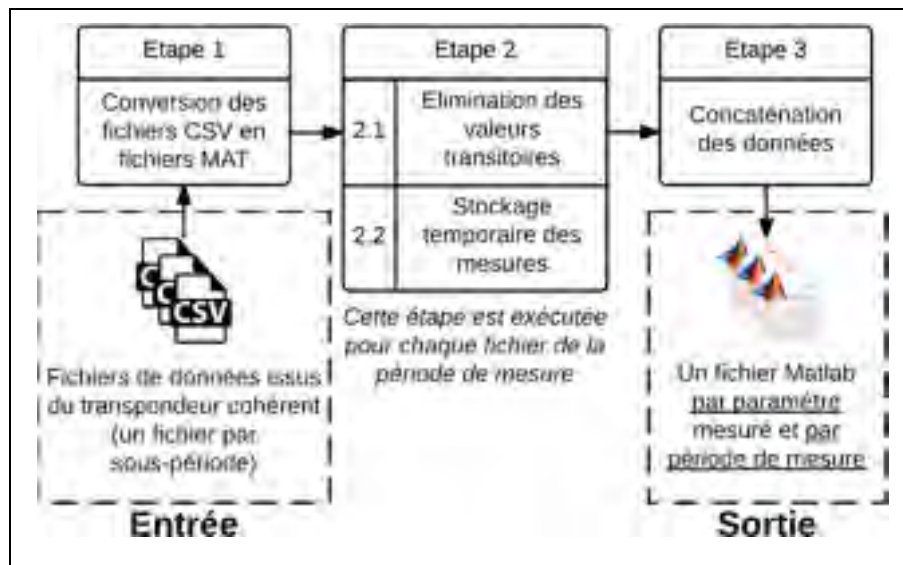 Etape 1
Conversion des
fichiers CSV en
fichiers MAT
Etape 2
2.1
Elimination des
valeurs
transitoires
2.2
Stockage
temporaire des
mesures
Cette étape est exécutée
pour chaque fichier de la
période de mesure
Etape 3
Concaténation
des données
C
C
CSV
Fichiers de données issus
du transpondeur cohérent
(un fichier par
sous-période)
Entrée
Un fichier Matlab
par paramètre
mesuré et par
période de mesure
Sortie